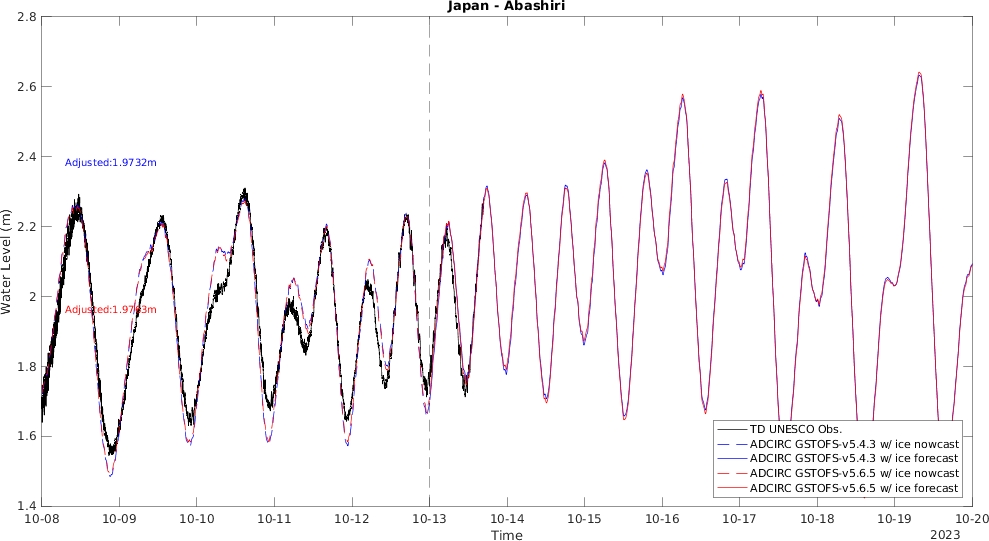 Japan - Abashiri
Water Level (m)
2.8
2.6
2.4
2.2
2
1.8
1.6
1.4
Adjusted:1.9732m
Adjusted:1.9763m
TD UNESCO Obs.
ADCIRC GSTOFS-v5.4.3 w/ ice nowcast
ADCIRC GSTOFS-v5.4.3 w/ ice forecast
ADCIRC GSTOFS-v5.6.5 w/ ice nowcast
ADCIRC GSTOFS-v5.6.5 w/ ice forecast
10-08 10-09 10-10 10-11 10-12 10-13 10-14 10-15 10-16 10-17 10-18 10-19 10-20
Time
2023